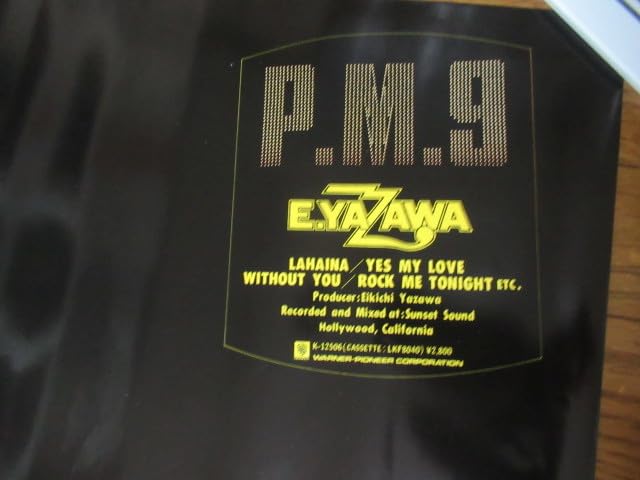 P.M.9
E.YAZAWA
LAHAINA / YES MY LOVE
WITHOUT YOU / ROCK ME TONIGHT ETC.
Producer:Eikichi Yazawa
Recorded and Mixed at:Sunset Sound
Hollywood, California
K-12506(CASSETTE: LKF8040) ¥2,800
WARNER-PIONEER CORPORATION